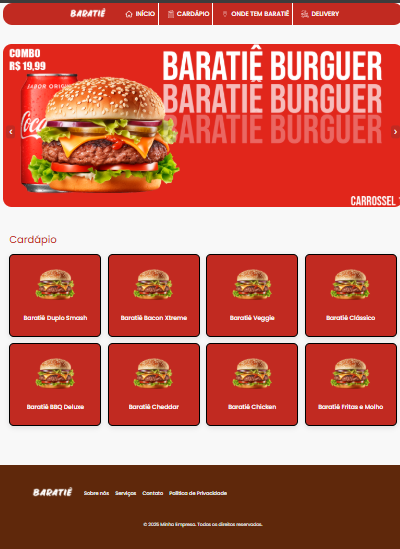 BARATIÊ INÍCIO CARDÁPIO ONDE TEM BARATIÊ DELIVERY
COMBO
R$ 19,99
SABOR ORIGI
Coca
BARATIÊ BURGUER
BARATIÊ BURGUER
BARATIÊ BURGUER
CARROSSEL 1
Cardápio
Baratiê Duplo Smash
Baratiê Bacon Xtreme
Baratiê Veggie
Baratiê Clássico
Baratiê BBQ Deluxe
Baratiê Cheddar
Baratiê Chicken
Baratiê Fritas e Molho
BARATIÊ Sobre nós Serviços Contato Política de Privacidade
© 2025 Minha Empresa. Todos os direitos reservados.